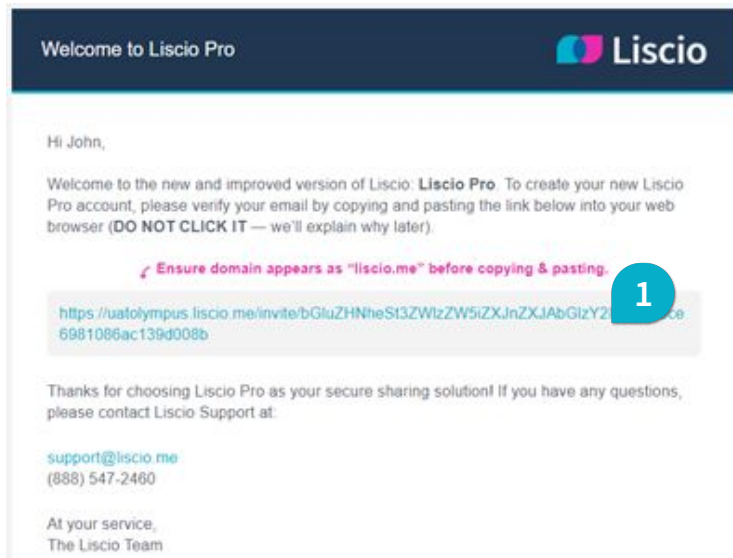 Welcome to Liscio Pro
Liscio
Hi John,
Welcome to the new and improved version of Liscio: Liscio Pro. To create your new Liscio
Pro account, please verify your email by copying and pasting the link below into your web
browser (DO NOT CLICK IT — we'll explain why later).
Ensure domain appears as "liscio.me" before copying & pasting.
1
https://uatolympus.liscio.me/invite/
6981086ac139d008b
Thanks for choosing Liscio Pro as your secure sharing solution! If you have any questions,
please contact Liscio Support at:
support@liscio.me
(888) 547-2460
At your service,
The Liscio Team